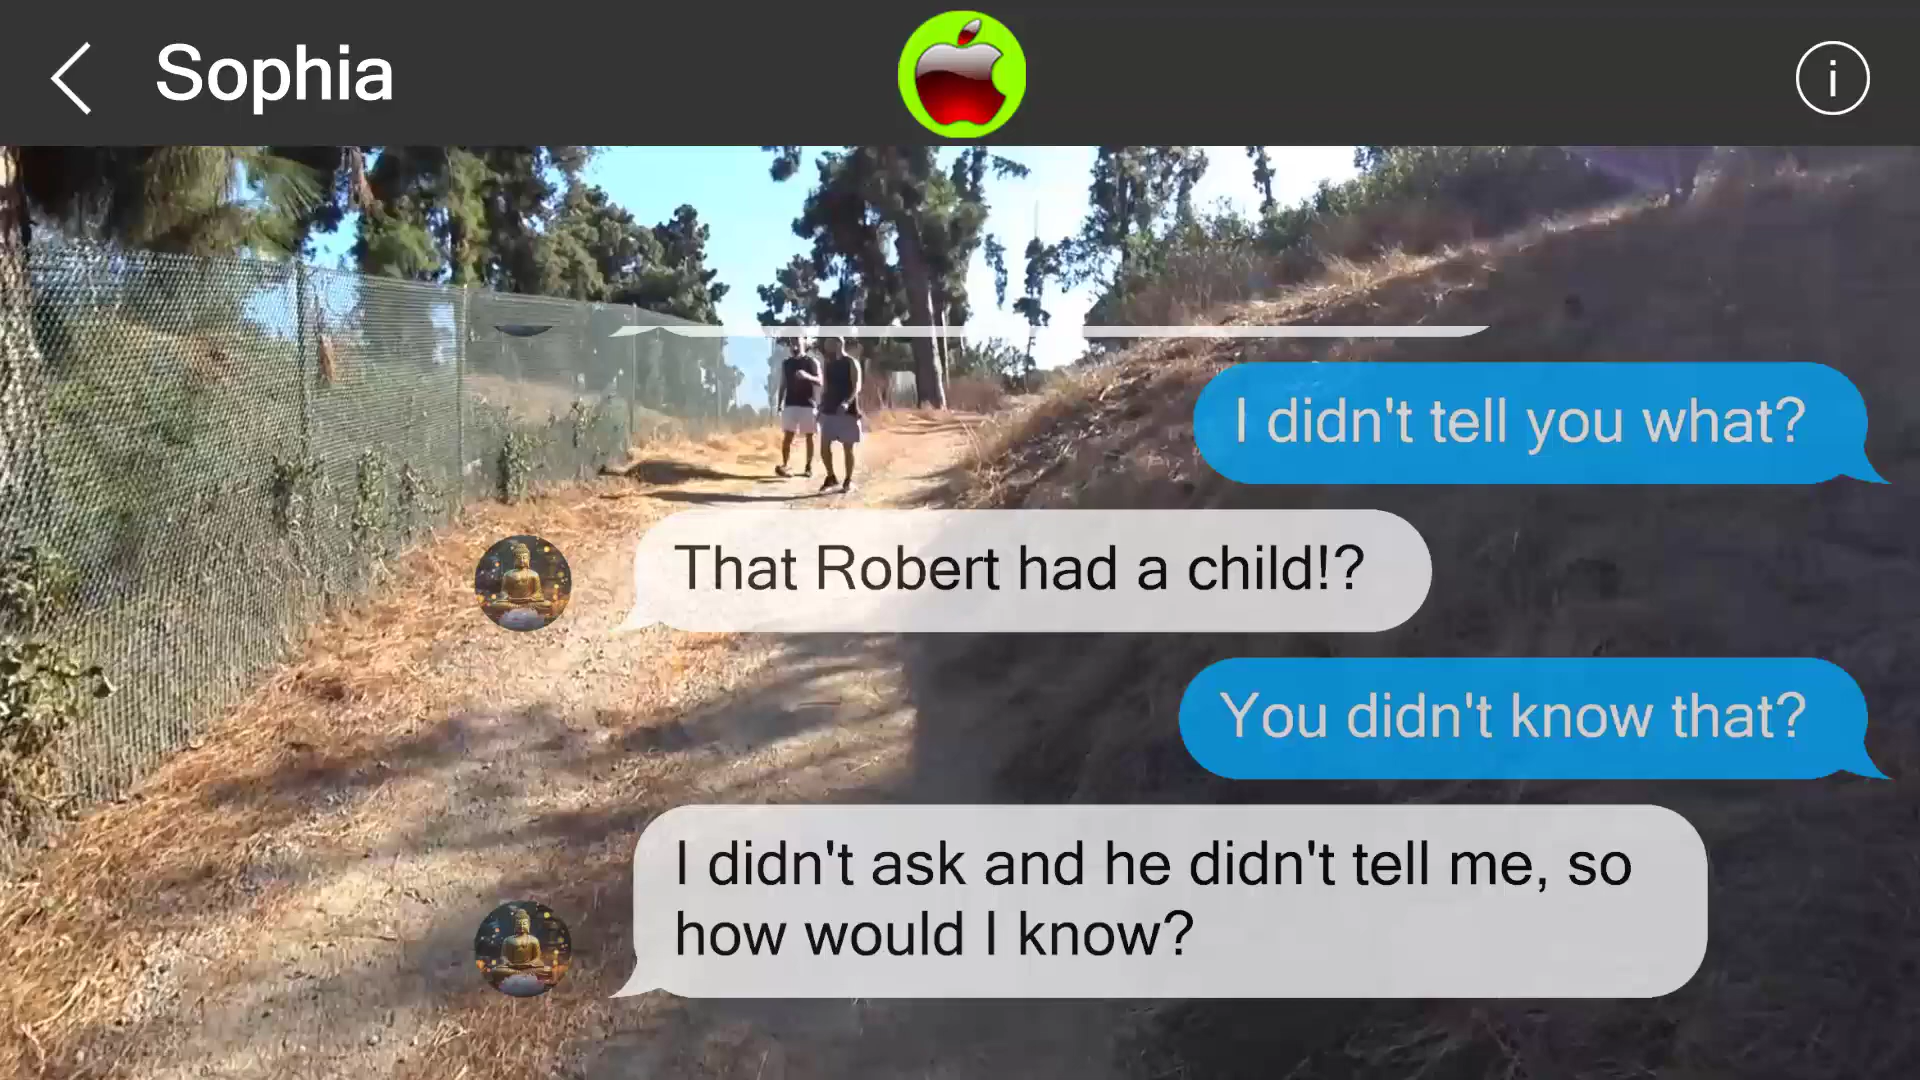 Sophia
I didn't tell you what?
That Robert had a child!?
You didn't know that?
I didn't ask and he didn't tell me, so
how would I know?